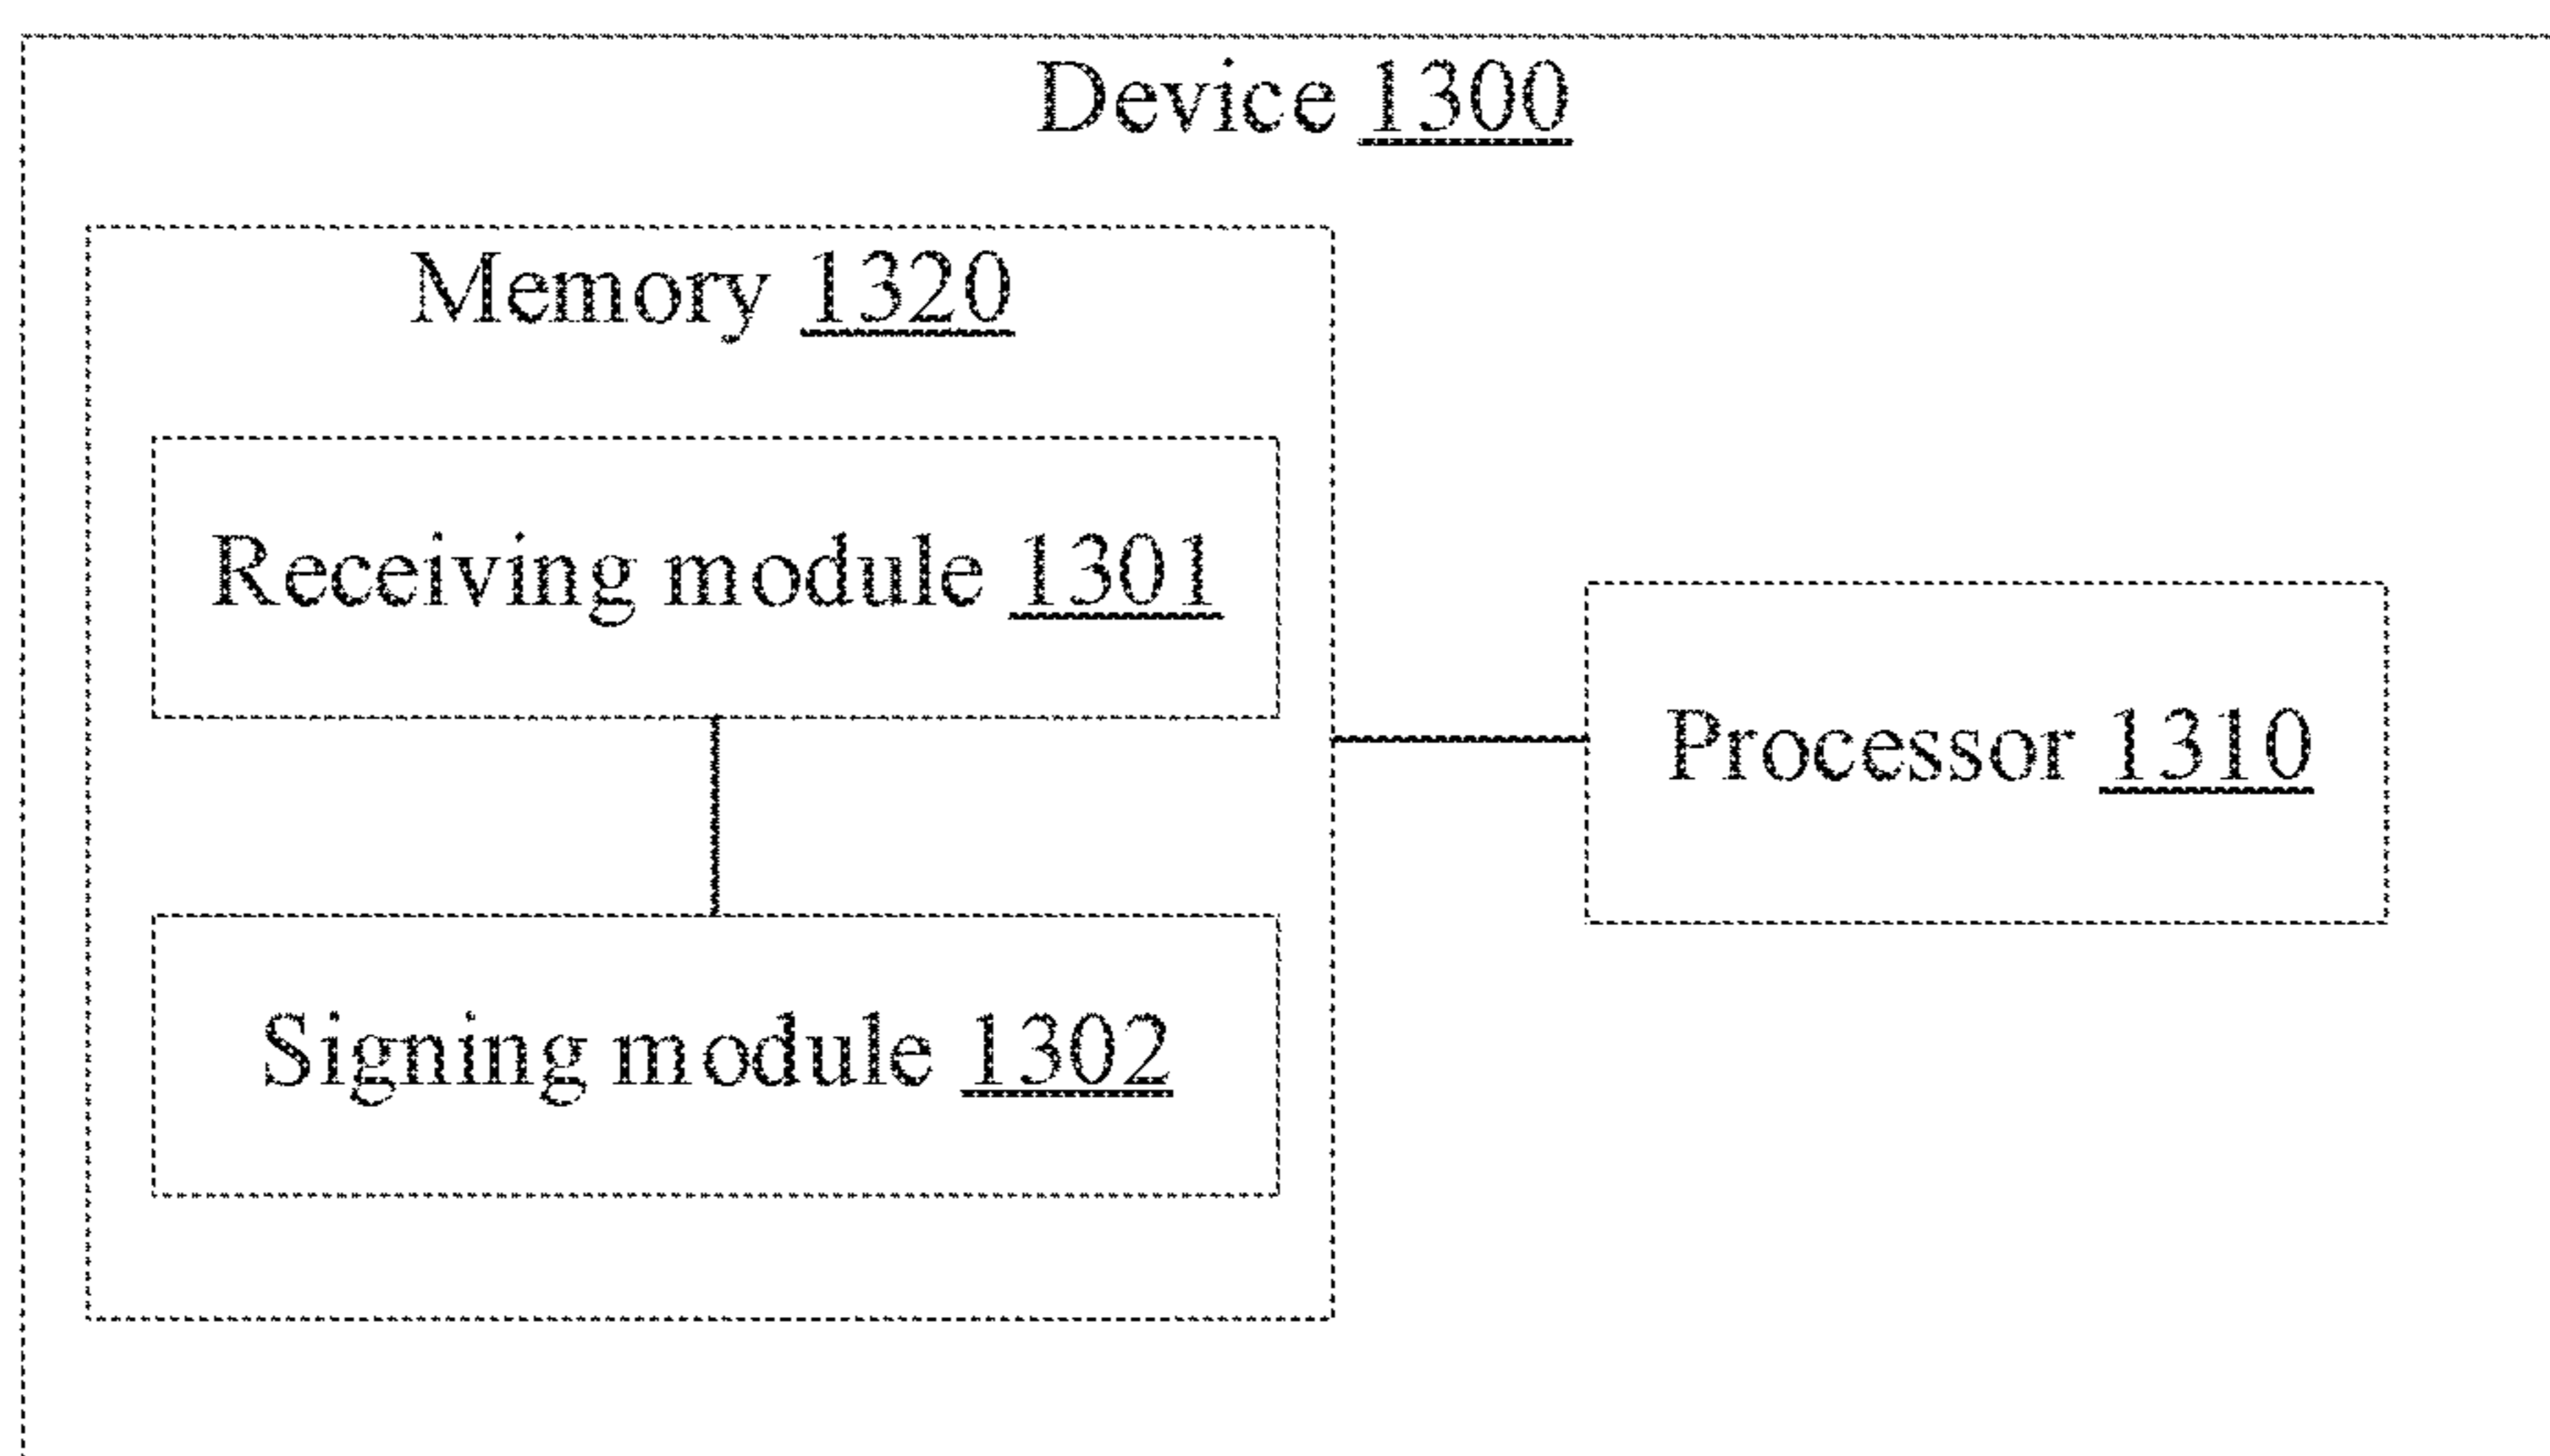 Device 1300
Memory 1320
Receiving module 1301
Processor 1310
Signing module 1302